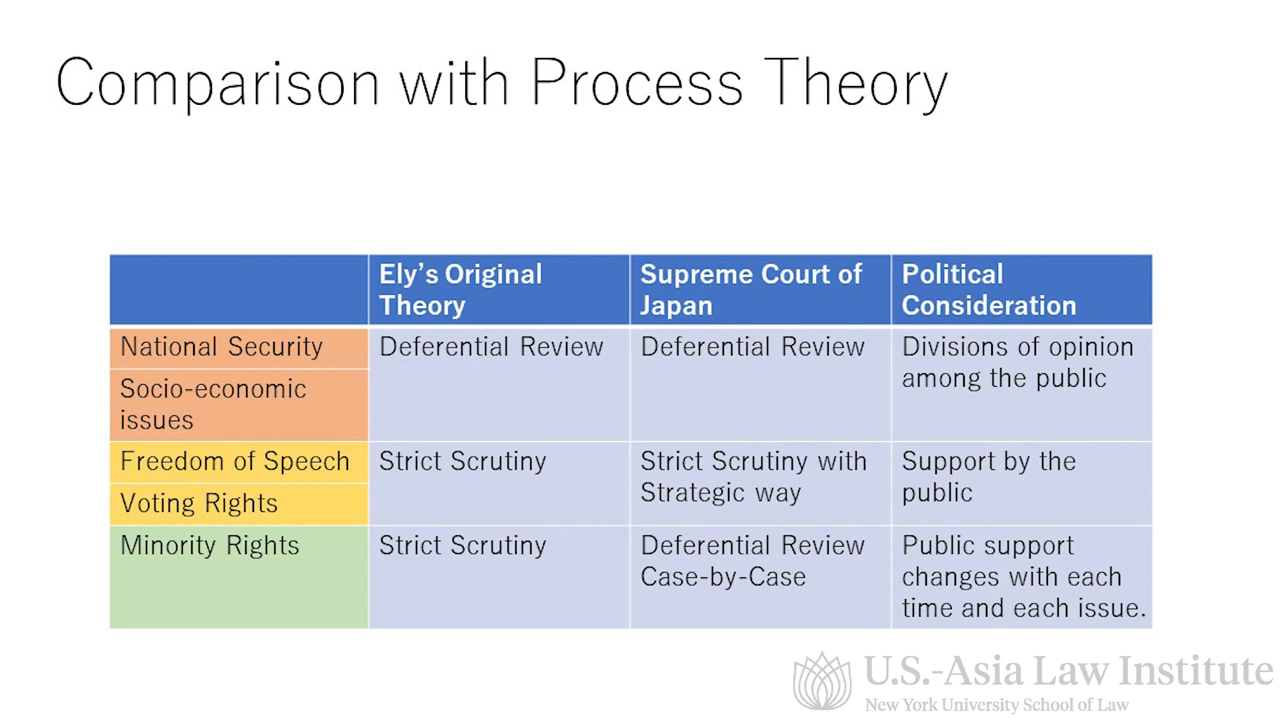 Comparison with Process Theory
Ely's Original
Theory
Supreme Court of
Japan
Political
Consideration
National Security
Deferential Review
Deferential Review
Divisions of opinion
among the public
Socio-economic
issues
Freedom of Speech
Strict Scrutiny
Strict Scrutiny with
Strategic way
Support by the
public
Voting Rights
Minority Rights
Strict Scrutiny
Deferential Review
Case-by-Case
Public support
changes with each
time and each issue.
U.S.-Asia Law Institute
New York University School of Law